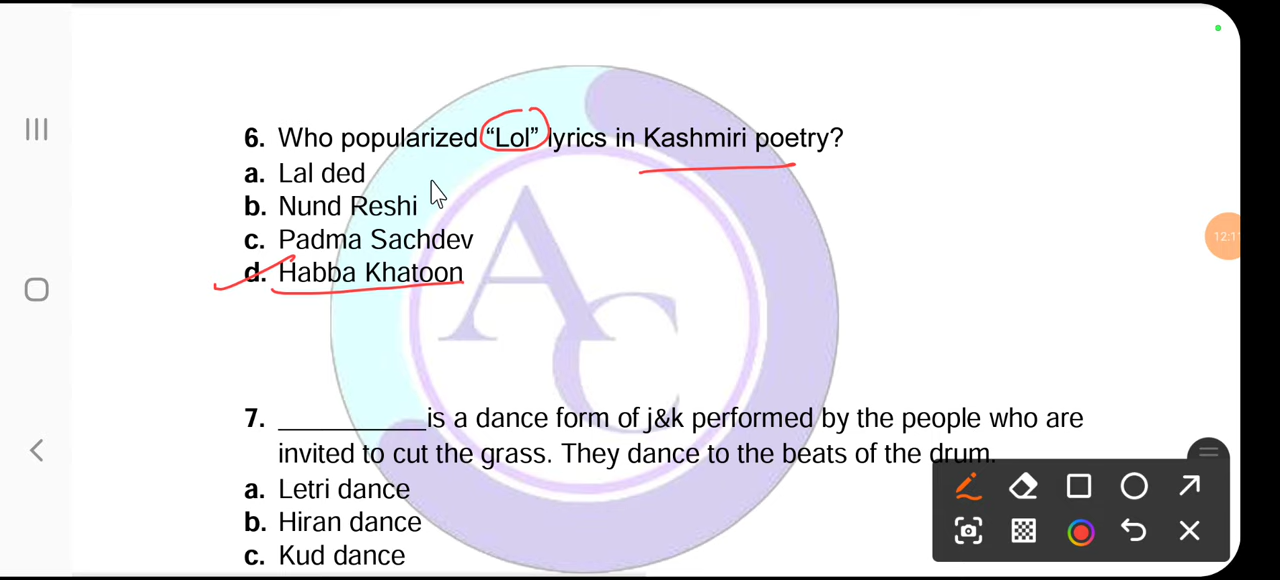 6. Who popularized “Lol” lyrics in Kashmiri poetry?
a. Lal ded
b. Nund Reshi
c. Padma Sachdev
d. Habba Khatoon
AC
7. __________is a dance form of j&k performed by the people who are
invited to cut the grass. They dance to the beats of the drum.
a. Letri dance
b. Hiran dance
c. Kud dance